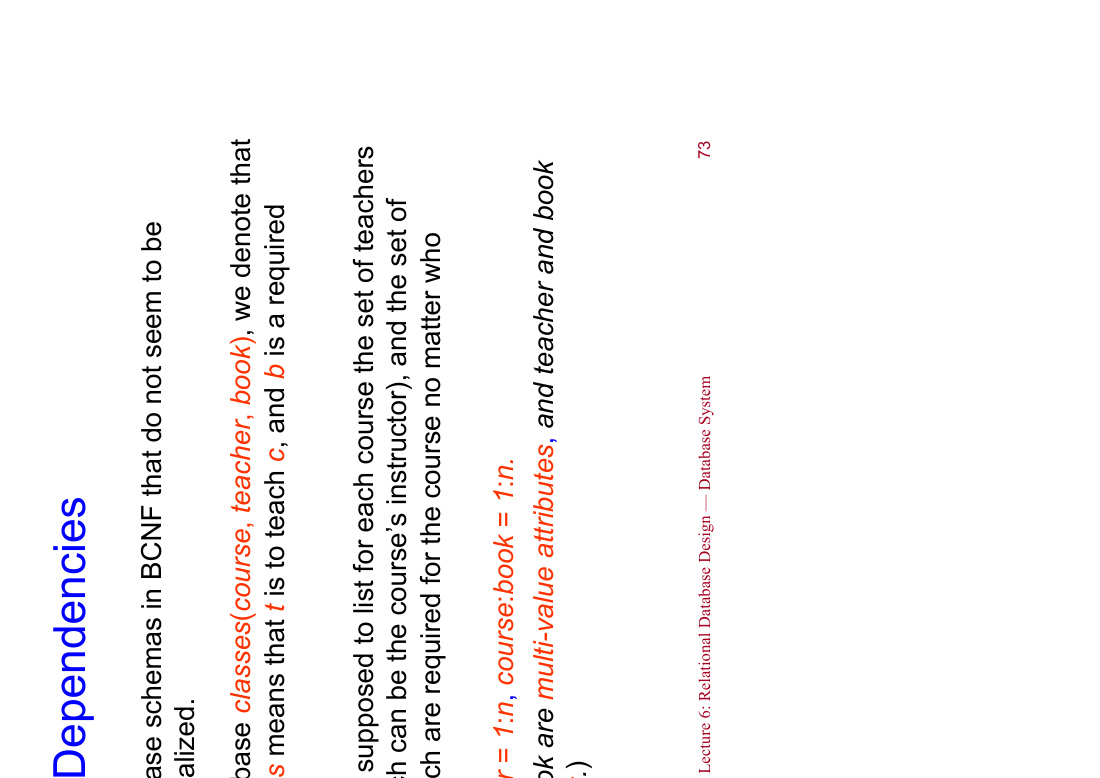 Dependencies
ase schemas in BCNF that do not seem to be
alized.
base classes(course, teacher, book), we denote that
s means that t is to teach c, and b is a required
supposed to list for each course the set of teachers
ch can be the course’s instructor), and the set of
ch are required for the course no matter who
r = 1:n, course:book = 1:n.
ok are multi-value attributes, and teacher and book
.)
Lecture 6: Relational Database Design — Database System
73